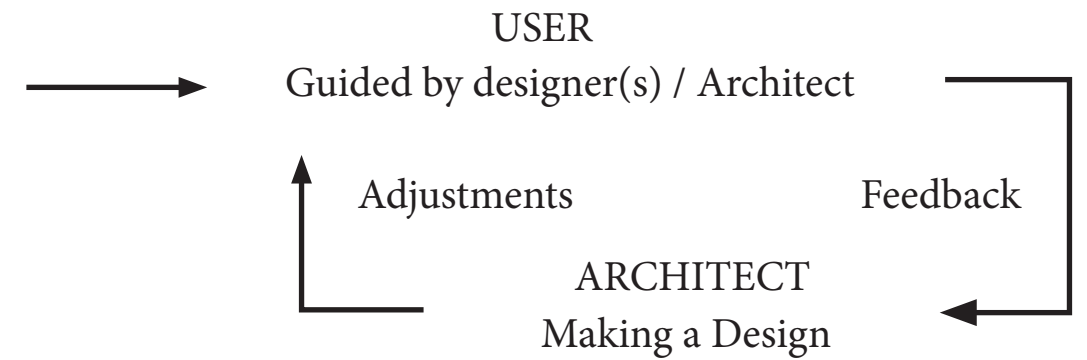 USER
Guided by designer(s) / Architect
Adjustments
Feedback
ARCHITECT
Making a Design